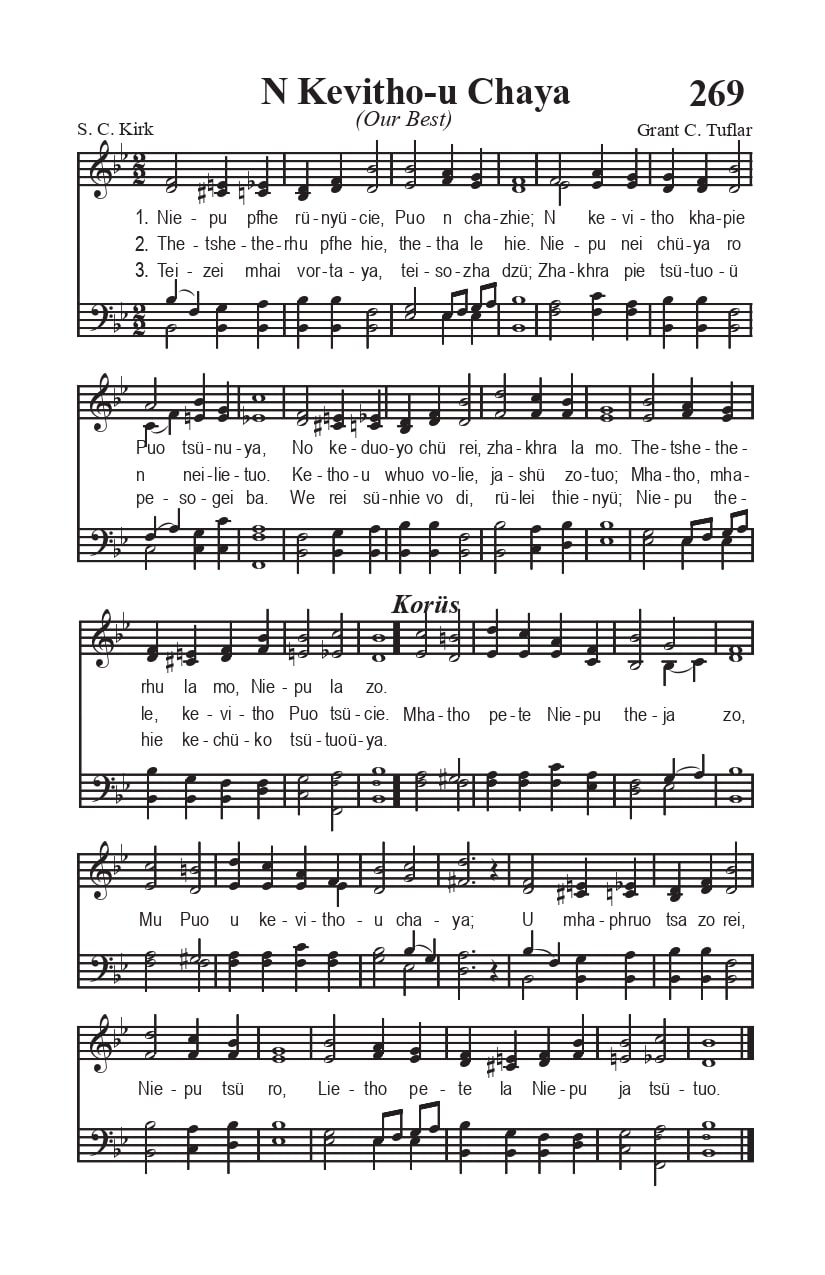 N Kevitho-u Chaya 269
(Our Best)
S. C. Kirk Grant C. Tuflar
1. Nie - pu pfhe rü-nyü-cie, Puo n cha-zhie; N ke - vi - tho kha-pie
2. The-tshe-the-rhu pfhe hie, the-tha le hie. Nie-pu nei chü-ya ro
3. Tei - zei mhai vor-ta-ya, tei-so-zha dzü; Zha-khra pie tsü-tuo-ü
Puo tsü-nu-ya, No ke-duo-yo chü rei, zha-khra la mo. The-tshe-the-
n nei-lie-tuo. Ke-tho-u whuo vo-lie, ja-shü zo-tuo; Mha-tho, mha-
pe-so-gei ba. We rei sü-nhie vo di, rü-lei thie-nyü; Nie-pu the-
Korüs
rhu la mo, Nie-pu la zo.
le, ke-vi-tho Puo tsü-cie. Mha-tho pe-te Nie-pu the-ja zo,
hie ke-chü-ko tsü-tuoü-ya.
Mu Puo u ke-vi-tho-u cha-ya; U mha-phruo tsa zo rei,
Nie-pu tsü ro, Lie-tho pe-te la Nie-pu ja tsü-tuo.